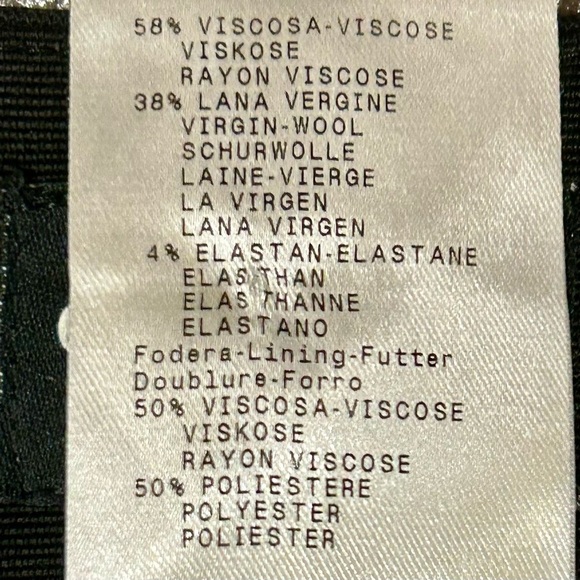 58% VISCOSA-VISCOSE
VISKOSE
RAYON VISCOSE
38% LANA VERGINE
VIRGIN-WOOL
SCHURWOLLE
LAINE-VIERGE
LA VIRGEN
LANA VIRGEN
4% ELASTAN-ELASTANE
ELASTHAN
ELASTHANNE
ELASTANO
Fodera-Lining-Futter
Doublure-Forro
50% VISCOSA-VISCOSE
VISKOSE
RAYON VISCOSE
50% POLIESTERE
POLYESTER
POLIESTER